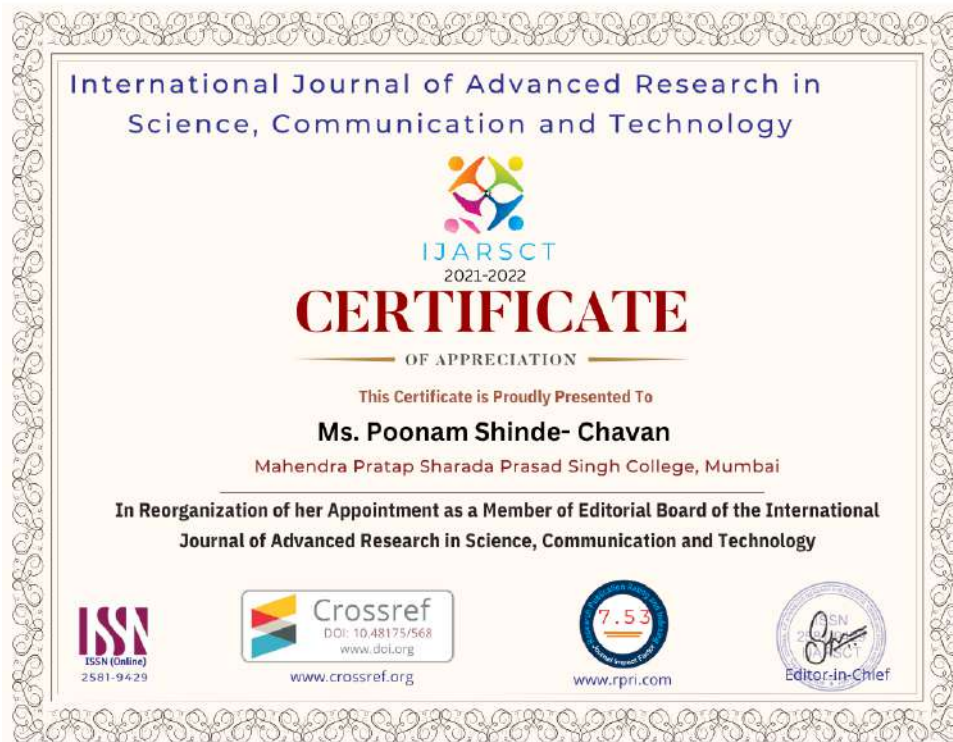 International Journal of Advanced Research in
Science, Communication and Technology
IJARSCT
2021-2022
CERTIFICATE
OF APPRECIATION
This Certificate is Proudly Presented To
Ms. Poonam Shinde- Chavan
Mahendra Pratap Sharada Prasad Singh College, Mumbai
In Reorganization of her Appointment as a Member of Editorial Board of the International
Journal of Advanced Research in Science, Communication and Technology
ISSN
ISSN (Online)
2581-9429
Crossref
DOI: 10.48175/568
www.doi.org
www.crossref.org
7.53
Journal Impact Factor
www.rpri.com
ISSN
Editor-in-Chief